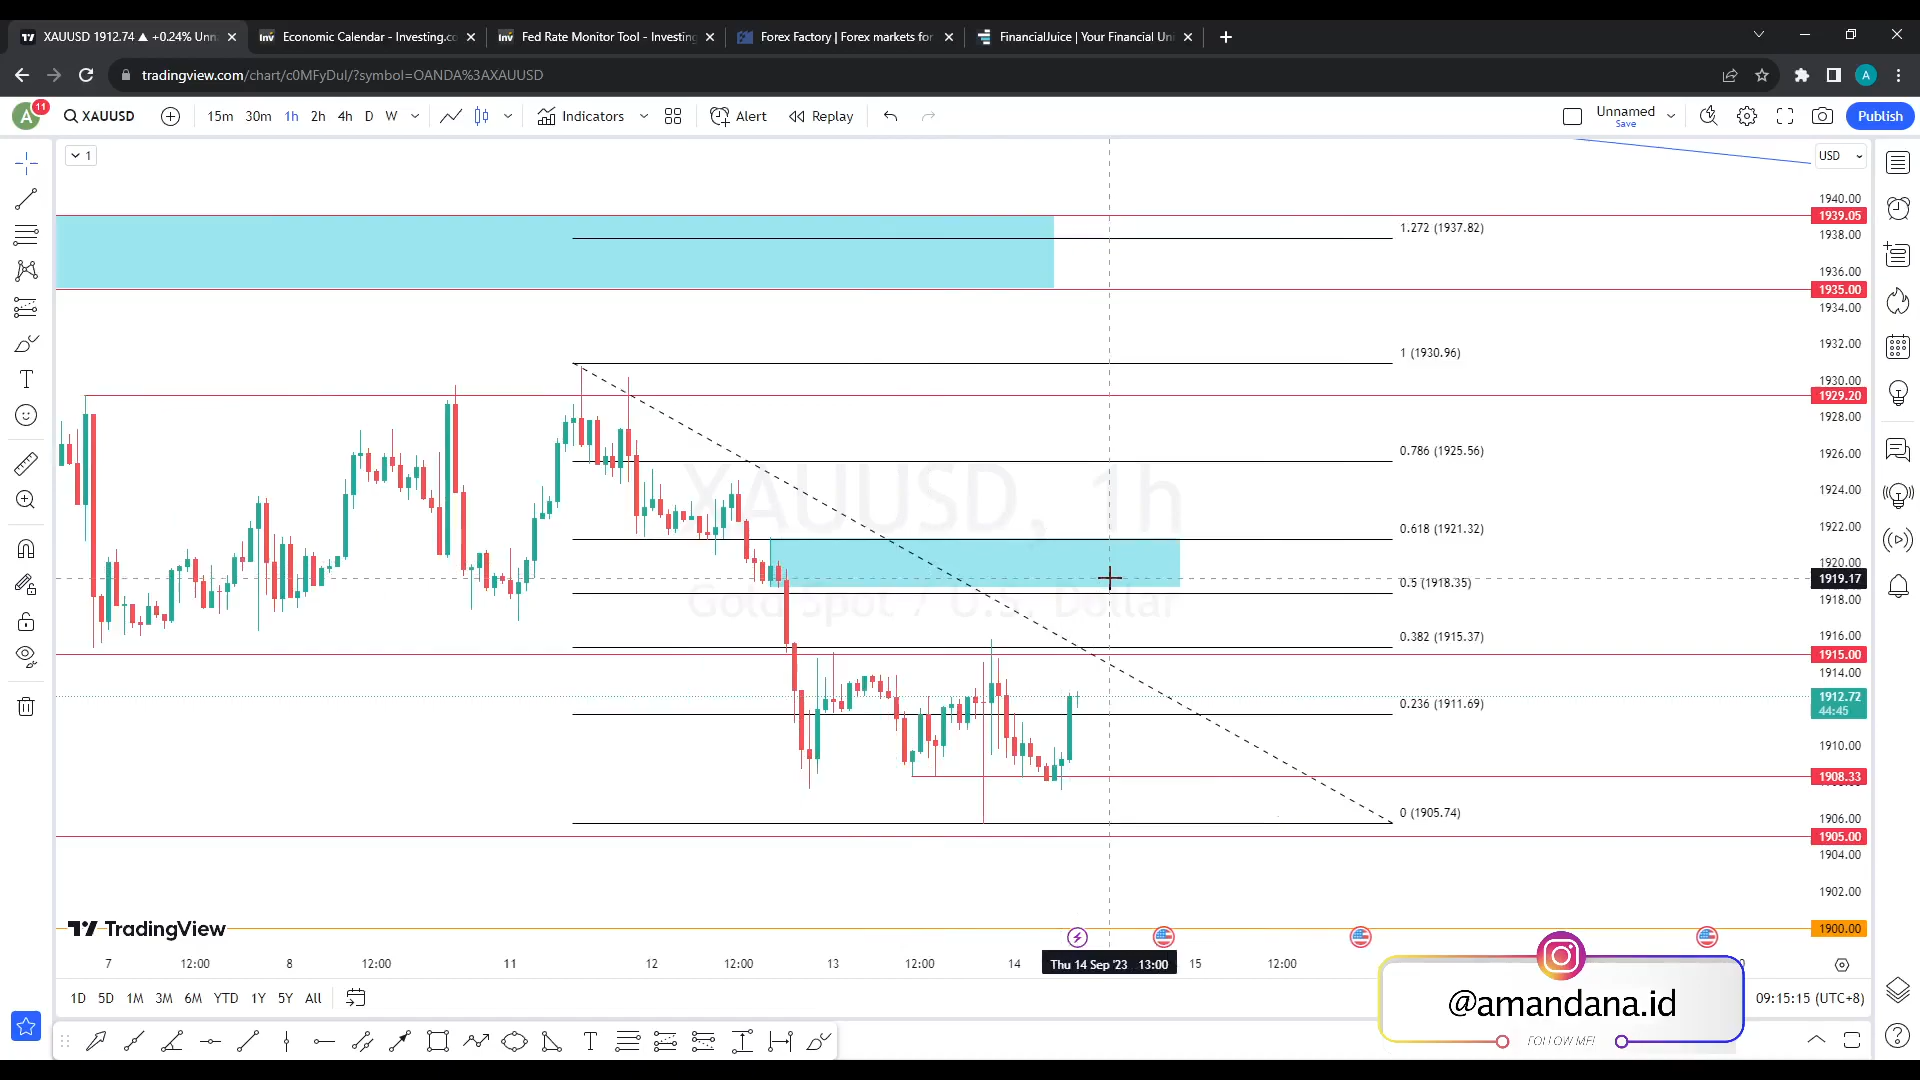 XAUUSD 1912.74 ▲ +0.24% Unn
Economic Calendar - Investing.co
Fed Rate Monitor Tool - Investing
Forex Factory | Forex markets for
FinancialJuice | Your Financial Un
tradingview.com/chart/c0MFyDul/?symbol=OANDA%3AXAUUSD
A
A
11
XAUUSD
15m
30m
1h
2h
4h
D
W
Indicators
Alert
Replay
Unnamed
Save
Publish
1
USD
1940.00
1939.05
1.272 (1937.82)
1938.00
1936.00
1935.00
1934.00
1932.00
1 (1930.96)
1930.00
1929.20
1928.00
0.786 (1925.56)
1926.00
XAUUSD, 1h
1924.00
0.618 (1921.32)
1922.00
1920.00
1919.17
0.5 (1918.35)
Gold Spot / U.S. Dollar
1918.00
0.382 (1915.37)
1916.00
1915.00
1914.00
1912.72
44:45
0.236 (1911.69)
1910.00
1908.33
0 (1905.74)
1906.00
1905.00
1904.00
1902.00
TradingView
1900.00
7
12:00
8
12:00
11
12
12:00
13
12:00
14
Thu 14 Sep '23 13:00
15
12:00
1D
5D
1M
3M
6M
YTD
1Y
5Y
All
@amandana.id
FOLLOW ME!
09:15:15 (UTC+8)